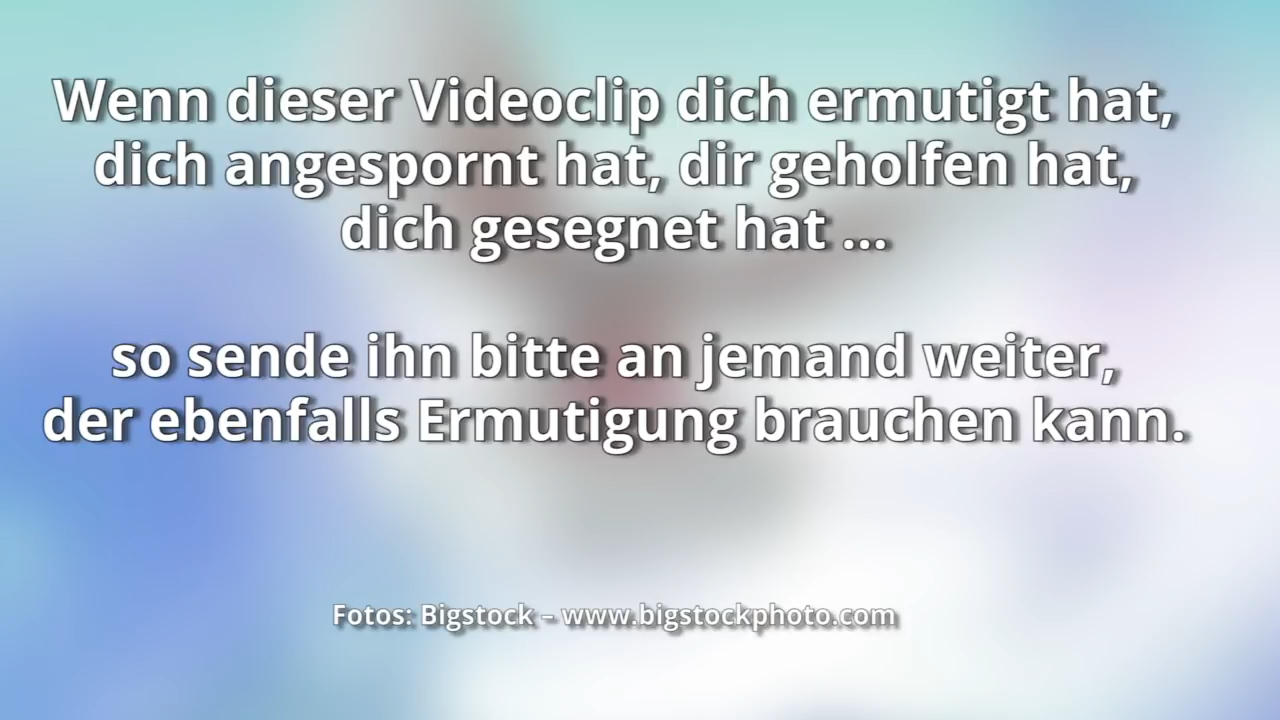 Wenn dieser Videoclip dich ermutigt hat,
dich angespornt hat, dir geholfen hat,
dich gesegnet hat ...
so sende ihn bitte an jemand weiter,
der ebenfalls Ermutigung brauchen kann.
Fotos: Bigstock – www.bigstockphoto.com